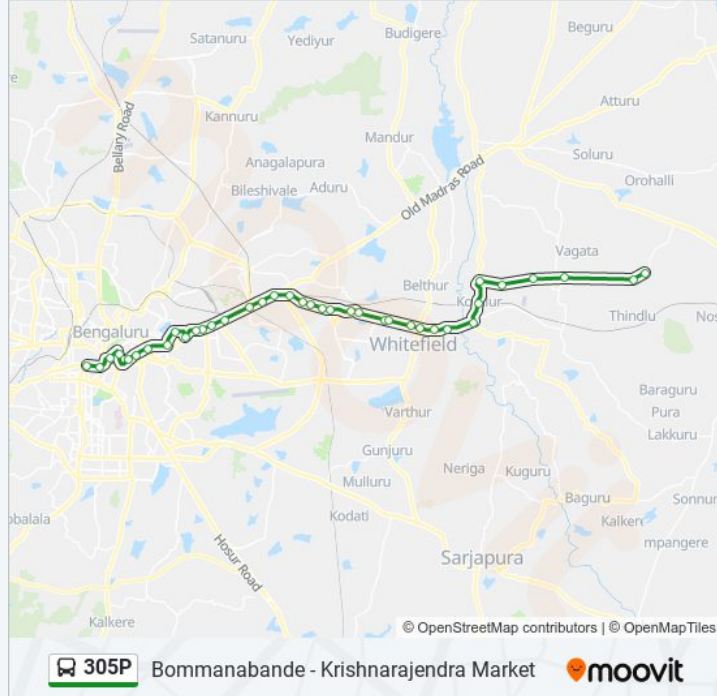 Satanuru
Yediyur
Budigere
Beguru
re
Kannuru
Atturu
Bellary Road
Mandur
Soluru
Anagalapura
Bileshivale
Aduru
Old Madras Road
Orohalli
Vagata
Belthur
Bengaluru
Thindlu
Nos
Whitefield
Baraguru
Varthur
Pura
Lakkuru
Gunjuru
Neriga
Kuguru
Mulluru
Baguru
Sonnur
obalala
Kodati
Kalkere
mpangere
Hosur Road
Sarjapura
Kalkere
© OpenStreetMap contributors | © OpenMapTiles
305P Bommanabande - Krishnarajendra Market moovit